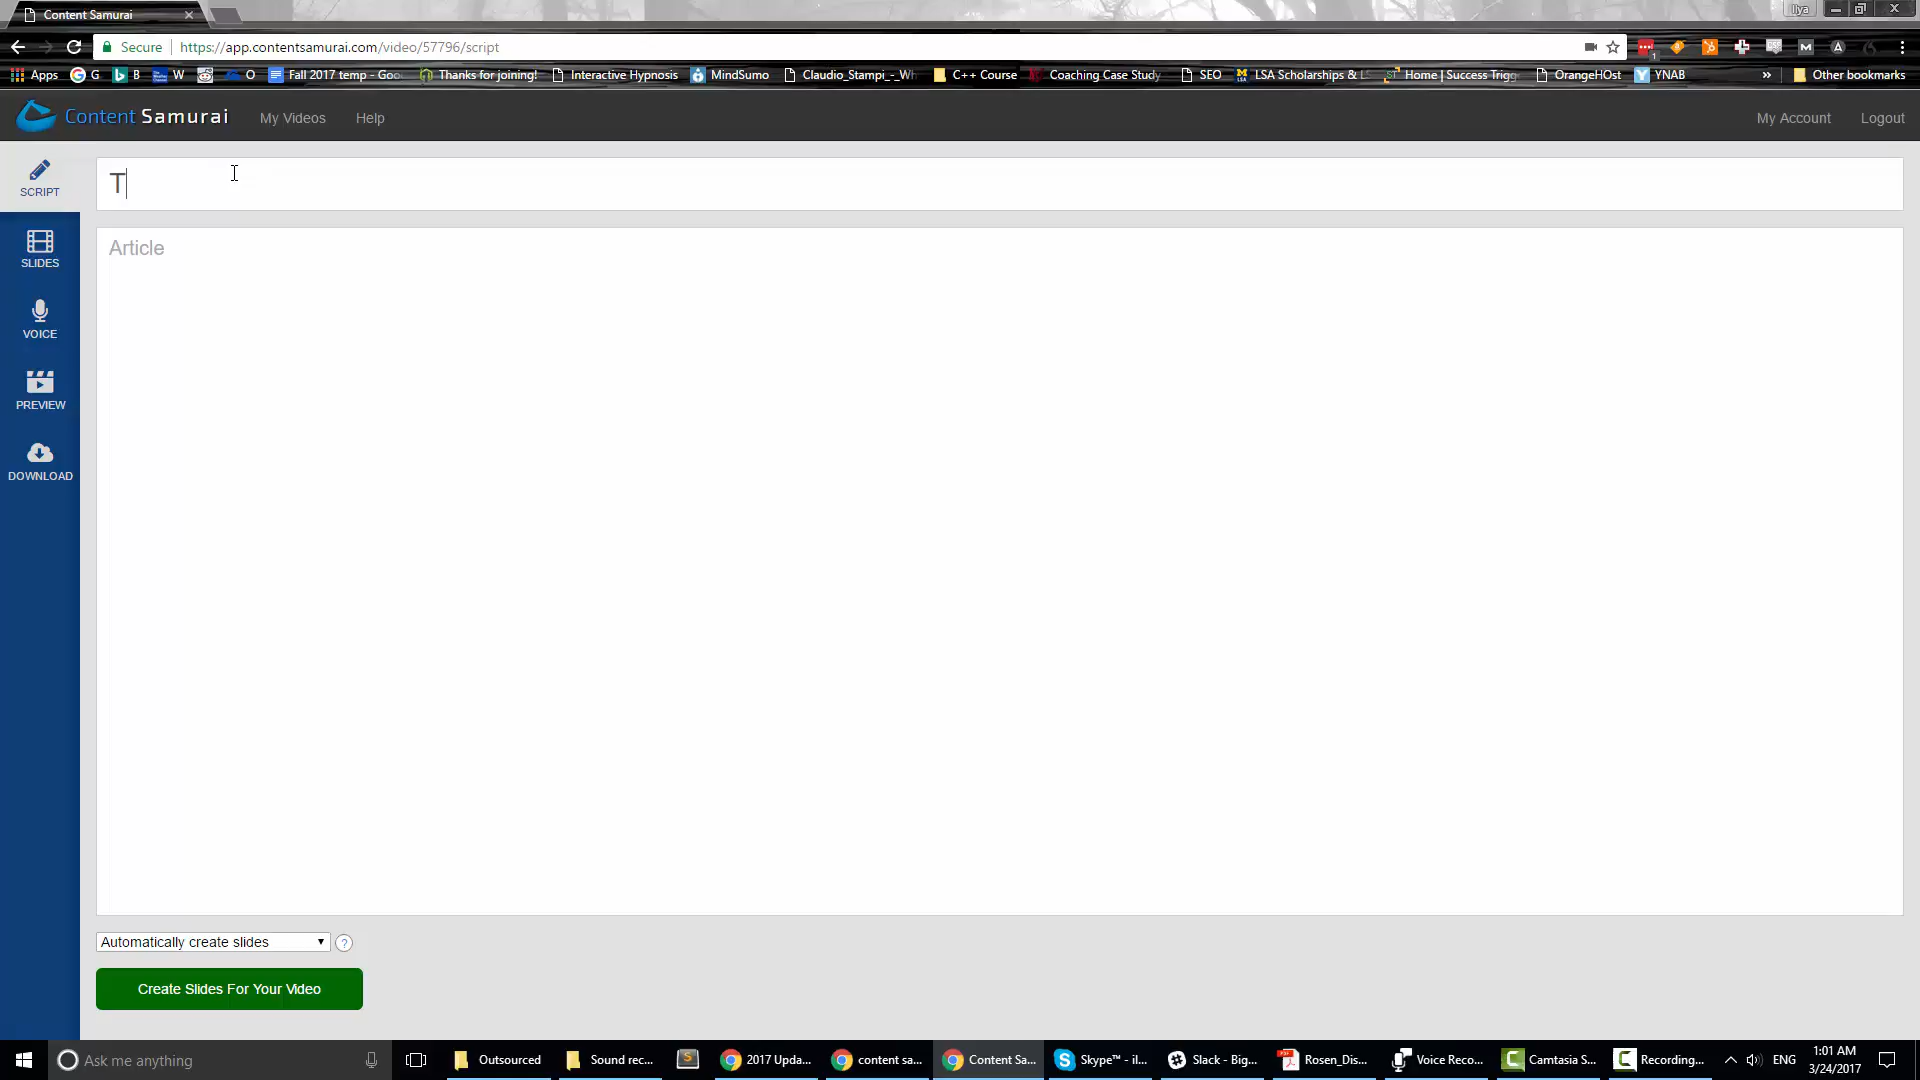 Content Samurai
Ilya
Secure https://app.contentsamurai.com/video/57796/script
Apps G B W O Fall 2017 temp - Goo Thanks for joining! Interactive Hypnosis MindSumo Claudio_Stampi_-_Wh C++ Course Coaching Case Study SEO LSA Scholarships & LS Home | Success Trigg OrangeHOst YNAB » Other bookmarks
Content Samurai My Videos Help My Account Logout
SCRIPT
T
SLIDES
Article
VOICE
PREVIEW
DOWNLOAD
Automatically create slides ?
Create Slides For Your Video
Ask me anything Outsourced Sound rec... 2017 Upda... content sa... Content Sa... Skype™ - il... Slack - Big... Rosen_Dis... Voice Reco... Camtasia S... Recording... ENG 1:01 AM
3/24/2017